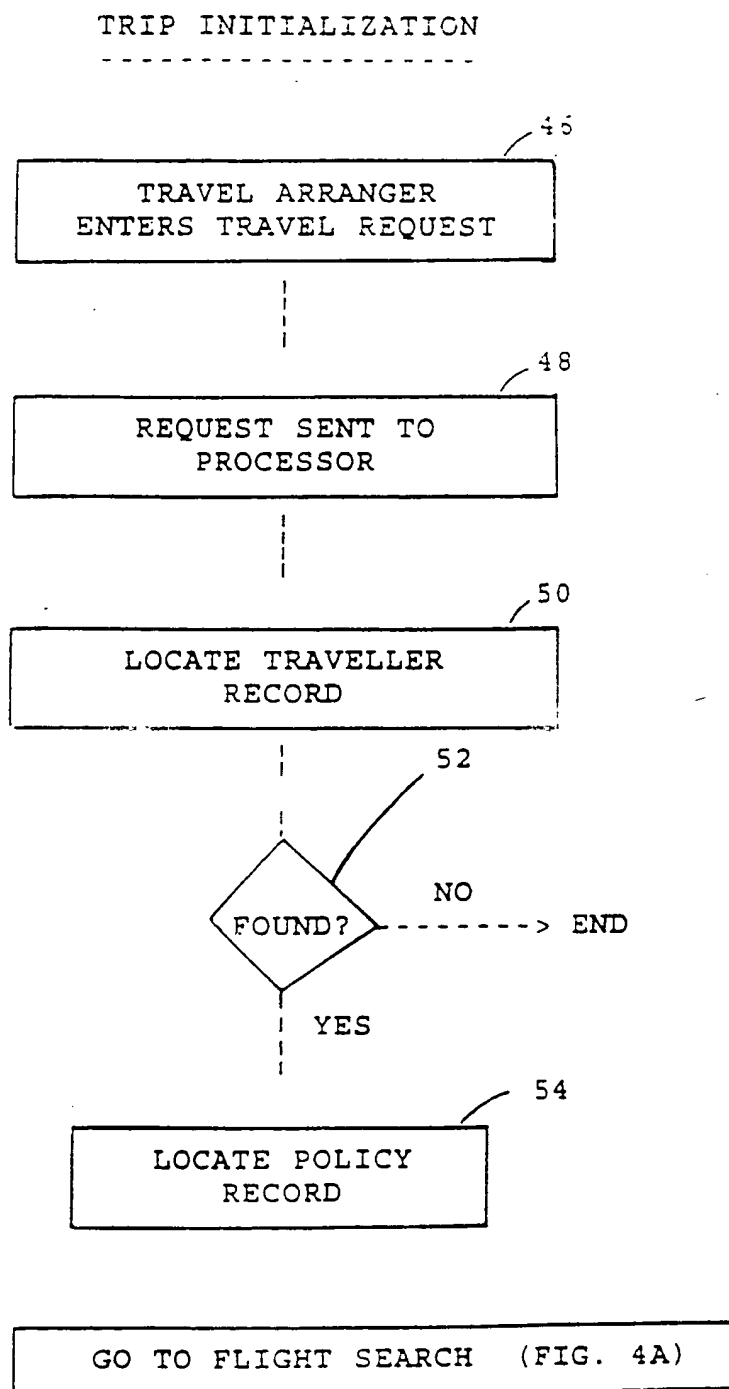 TRIP INITIALIZATION
46
TRAVEL ARRANGER
ENTERS TRAVEL REQUEST
48
REQUEST SENT TO
PROCESSOR
50
LOCATE TRAVELLER
RECORD
52
FOUND?
NO
END
YES
54
LOCATE POLICY
RECORD
GO TO FLIGHT SEARCH (FIG. 4A)